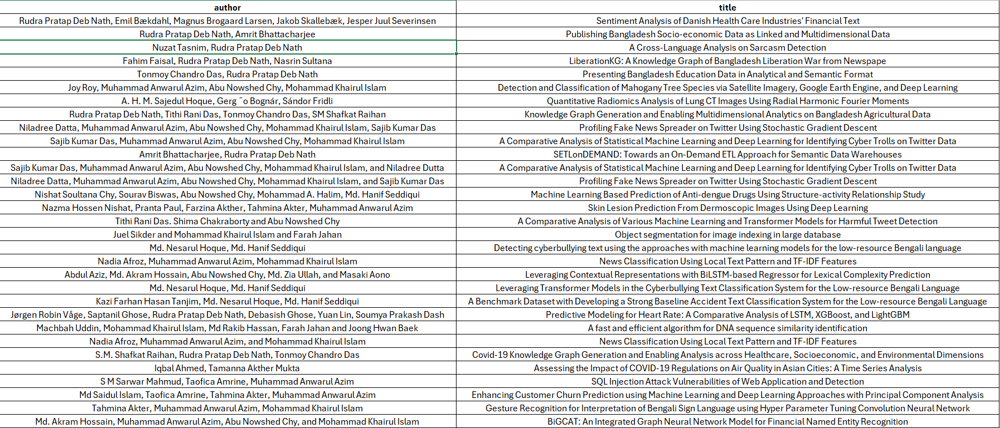 author	title
Rudra Pratap Deb Nath, Emil Bækdahl, Magnus Brogaard Larsen, Jakob Skallebæk, Jesper Juul Severinsen	Sentiment Analysis of Danish Health Care Industries' Financial Text
Rudra Pratap Deb Nath, Amrit Bhattacharjee	Publishing Bangladesh Socio-economic Data as Linked and Multidimensional Data
Nuzat Tasnim, Rudra Pratap Deb Nath	A Cross-Language Analysis on Sarcasm Detection
Fahim Faisal, Rudra Pratap Deb Nath, Nasrin Sultana	LiberationKG: A Knowledge Graph of Bangladesh Liberation War from Newspape
Tonmoy Chandro Das, Rudra Pratap Deb Nath	Presenting Bangladesh Education Data in Analytical and Semantic Format
Joy Roy, Muhammad Anwarul Azim, Abu Nowshed Chy, Mohammad Khairul Islam	Detection and Classification of Mahogany Tree Species via Satellite Imagery, Google Earth Engine, and Deep Learning
A. H. M. Sajedul Hoque, Gerg ˝o Bognár, Sándor Fridli	Quantitative Radiomics Analysis of Lung CT Images Using Radial Harmonic Fourier Moments
Rudra Pratap Deb Nath, Tithi Rani Das, Tonmoy Chandro Das, SM Shafkat Raihan	Knowledge Graph Generation and Enabling Multidimensional Analytics on Bangladesh Agricultural Data
Niladree Datta, Muhammad Anwarul Azim, Abu Nowshed Chy, Mohammad Khairul Islam, Sajib Kumar Das	Profiling Fake News Spreader on Twitter Using Stochastic Gradient Descent
Sajib Kumar Das, Muhammad Anwarul Azim, Abu Nowshed Chy, Mohammad Khairul Islam	A Comparative Analysis of Statistical Machine Learning and Deep Learning for Identifying Cyber Trolls on Twitter Data
Amrit Bhattacharjee, Rudra Pratap Deb Nath	SETLonDEMAND: Towards an On-Demand ETL Approach for Semantic Data Warehouses
Sajib Kumar Das, Muhammad Anwarul Azim, Abu Nowshed Chy, Mohammad Khairul Islam, and Niladree Dutta	A Comparative Analysis of Statistical Machine Learning and Deep Learning for Identifying Cyber Trolls on Twitter Data
Niladree Datta, Muhammad Anwarul Azim, Abu Nowshed Chy, Mohammad Khairul Islam, and Sajib Kumar Das	Profiling Fake News Spreader on Twitter Using Stochastic Gradient Descent
Nishat Soultana Chy, Sourav Biswas, Abu Nowshed Chy, Mohammad A. Halim, Md. Hanif Seddiqui	Machine Learning Based Prediction of Anti-dengue Drugs Using Structure-activity Relationship Study
Nazma Hossen Nishat, Pranta Paul, Farzina Akther, Tahmina Akter, Muhammad Anwarul Azim	Skin Lesion Prediction From Dermoscopic Images Using Deep Learning
Tithi Rani Das. Shima Chakraborty and Abu Nowshed Chy	A Comparative Analysis of Various Machine Learning and Transformer Models for Harmful Tweet Detection
Juel Sikder and Mohammad Khairul Islam and Farah Jahan	Object segmentation for image indexing in large database
Md. Nesarul Hoque, Md. Hanif Seddiqui	Detecting cyberbullying text using the approaches with machine learning models for the low-resource Bengali language
Nadia Afroz, Muhammad Anwarul Azim, Mohammad Khairul Islam	News Classification Using Local Text Pattern and TF-IDF Features
Abdul Aziz, Md. Akram Hossain, Abu Nowshed Chy, Md. Zia Ullah, and Masaki Aono	Leveraging Contextual Representations with BiLSTM-based Regressor for Lexical Complexity Prediction
Md. Nesarul Hoque, Md. Hanif Seddiqui	Leveraging Transformer Models in the Cyberbullying Text Classification System for the Low-resource Bengali Language
Kazi Farhan Hasan Tanjim, Md. Nesarul Hoque, Md. Hanif Seddiqui	A Benchmark Dataset with Developing a Strong Baseline Accident Text Classification System for the Low-resource Bengali Language
Jørgen Robin Våge, Saptanil Ghose, Rudra Pratap Deb Nath, Debasish Ghose, Yuan Lin, Soumya Prakash Dash	Predictive Modeling for Heart Rate: A Comparative Analysis of LSTM, XGBoost, and LightGBM
Machbah Uddin, Mohammad Khairul Islam, Md Rakib Hassan, Farah Jahan and Joong Hwan Baek	A fast and efficient algorithm for DNA sequence similarity identification
Nadia Afroz, Muhammad Anwarul Azim, and Mohammad Khairul Islam	News Classification Using Local Text Pattern and TF-IDF Features
S.M. Shafkat Raihan, Rudra Pratap Deb Nath, Tonmoy Chandro Das	Covid-19 Knowledge Graph Generation and Enabling Analysis across Healthcare, Socioeconomic, and Environmental Dimensions
Iqbal Ahmed, Tamanna Akther Mukta	Assessing the Impact of COVID-19 Regulations on Air Quality in Asian Cities: A Time Series Analysis
S M Sarwar Mahmud, Taofica Amrine, Muhammad Anwarul Azim	SQL Injection Attack Vulnerabilities of Web Application and Detection
Md Saidul Islam, Taofica Amrine, Tahmina Akter, Muhammad Anwarul Azim	Enhancing Customer Churn Prediction using Machine Learning and Deep Learning Approaches with Principal Component Analysis
Tahmina Akter, Muhammad Anwarul Azim, Mohammad Khairul Islam	Gesture Recognition for Interpretation of Bengali Sign Language using Hyper Parameter Tuning Convolution Neural Network
Md. Akram Hossain, Muhammad Anwarul Azim, Abu Nowshed Chy, and Mohammad Khairul Islam	BiGCAT: An Integrated Graph Neural Network Model for Financial Named Entity Recognition